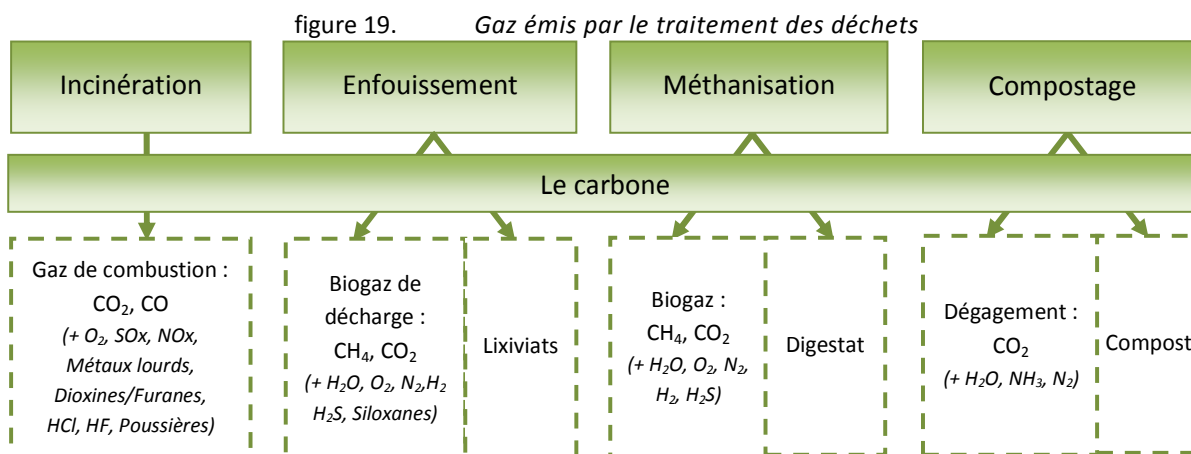 figure 19. Gaz émis par le traitement des déchets
Incinération
Enfouissement
Méthanisation
Compostage
Le carbone
Gaz de combustion :
CO₂, CO
(+ O₂, SOx, NOx,
Métaux lourds,
Dioxines/Furanes,
HCl, HF, Poussières)
Biogaz de
décharge :
CH₄, CO₂
(+ H₂O, O₂, N₂,H₂
H₂S, Siloxanes)
Lixiviats
Biogaz :
CH₄, CO₂
(+ H₂O, O₂, N₂,
H₂, H₂S)
Digestat
Dégagement :
CO₂
(+ H₂O, NH₃, N₂)
Compost